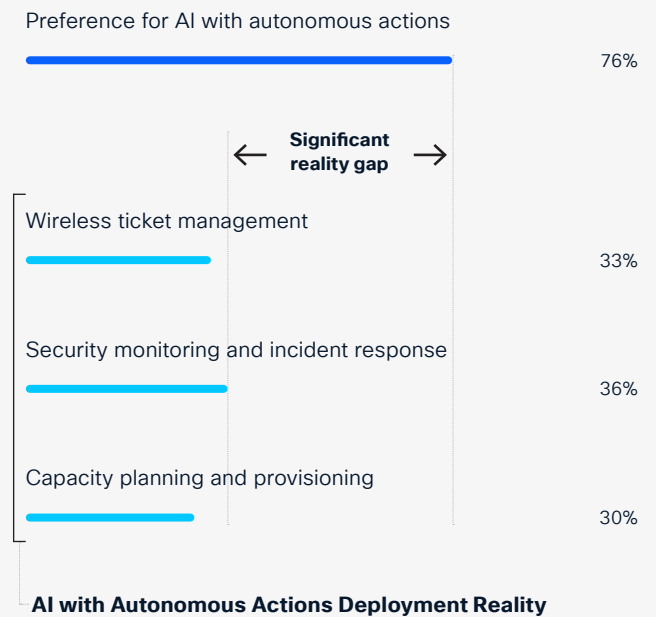 Preference for AI with autonomous actions
76%
Significant
reality gap
Wireless ticket management
33%
Security monitoring and incident response
36%
Capacity planning and provisioning
30%
AI with Autonomous Actions Deployment Reality